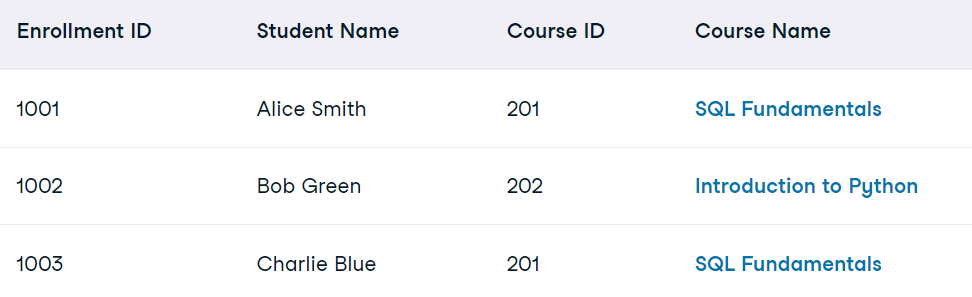 Enrollment ID Student Name Course ID Course Name
1001 Alice Smith 201 SQL Fundamentals
1002 Bob Green 202 Introduction to Python
1003 Charlie Blue 201 SQL Fundamentals